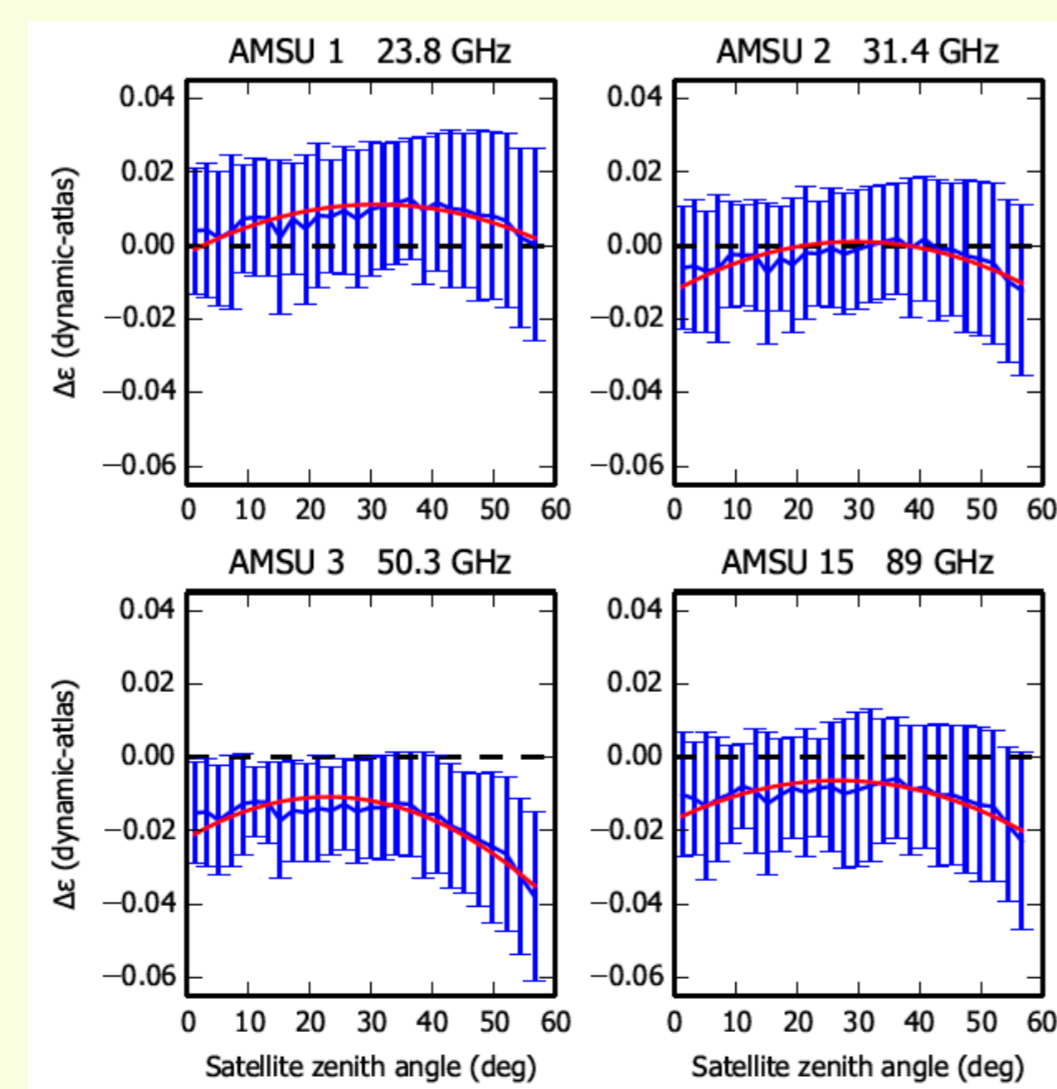 AMSU 1 23.8 GHz
AMSU 2 31.4 GHz
Δε (dynamic-atlas)
0.04
0.02
0.00
−0.02
−0.04
−0.06
0 10 20 30 40 50 60
0.04
0.02
0.00
−0.02
−0.04
−0.06
0 10 20 30 40 50 60
AMSU 3 50.3 GHz
AMSU 15 89 GHz
Δε (dynamic-atlas)
0.04
0.02
0.00
−0.02
−0.04
−0.06
0 10 20 30 40 50 60
Satellite zenith angle (deg)
0.04
0.02
0.00
−0.02
−0.04
−0.06
0 10 20 30 40 50 60
Satellite zenith angle (deg)